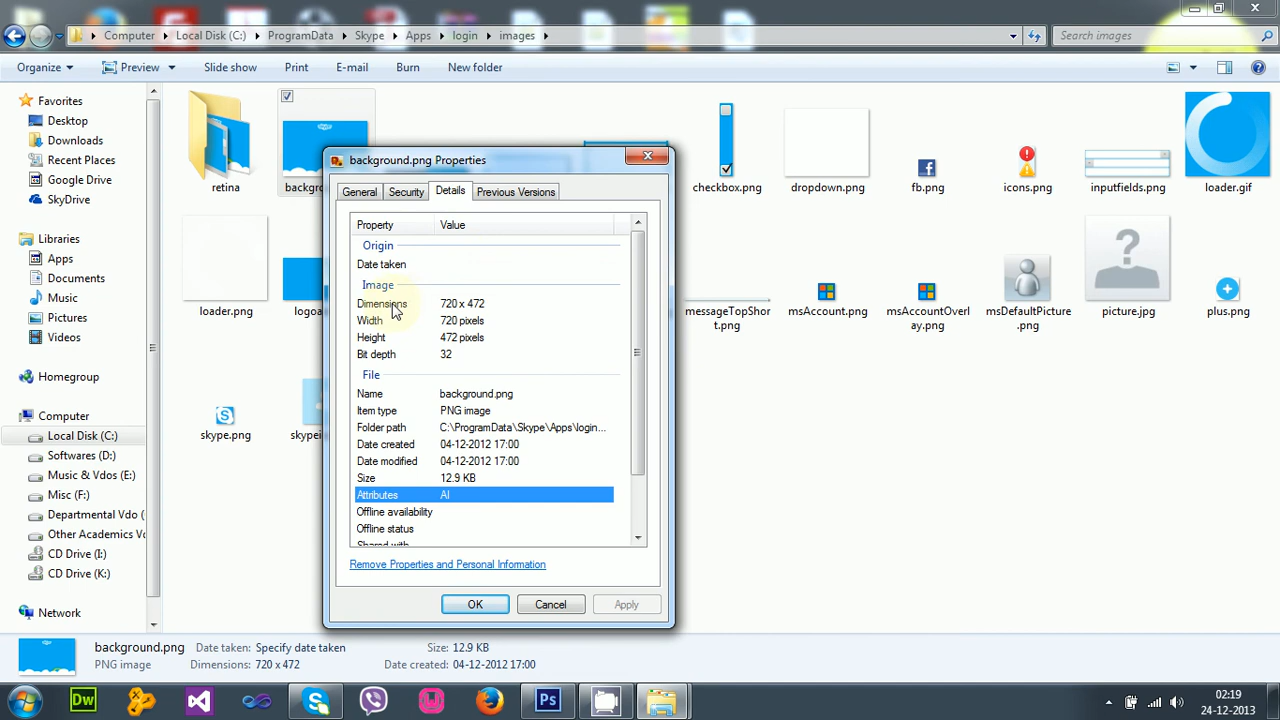 Computer Local Disk (C:) ProgramData Skype Apps login images
Search images
Organize Preview Slide show Print E-mail Burn New folder
Favorites
Desktop
Downloads
Recent Places
Google Drive
SkyDrive
Libraries
Apps
Documents
Music
Pictures
Videos
Homegroup
Computer
Local Disk (C:)
Softwares (D:)
Music & Vdos (E:)
Misc (F:)
Departmental Vdo (
Other Academics V
CD Drive (I:)
CD Drive (K:)
Network
retina
backgr
checkbox.png
dropdown.png
fb.png
icons.png
inputfields.png
loader.gif
loader.png
logoa
messageTopShor
t.png
msAccount.png
msAccountOverl
ay.png
msDefaultPicture
.png
picture.jpg
plus.png
skype.png
skypei
background.png Properties
General Security Details Previous Versions
Property Value
Origin
Date taken
Image
Dimensions 720 x 472
Width 720 pixels
Height 472 pixels
Bit depth 32
File
Name background.png
Item type PNG image
Folder path C:\ProgramData\Skype\Apps\login...
Date created 04-12-2012 17:00
Date modified 04-12-2012 17:00
Size 12.9 KB
Attributes AI
Offline availability
Offline status
Shared with
Remove Properties and Personal Information
OK Cancel Apply
background.png Date taken: Specify date taken Size: 12.9 KB
PNG image Dimensions: 720 x 472 Date created: 04-12-2012 17:00
Dw
Ps
02:19
24-12-2013